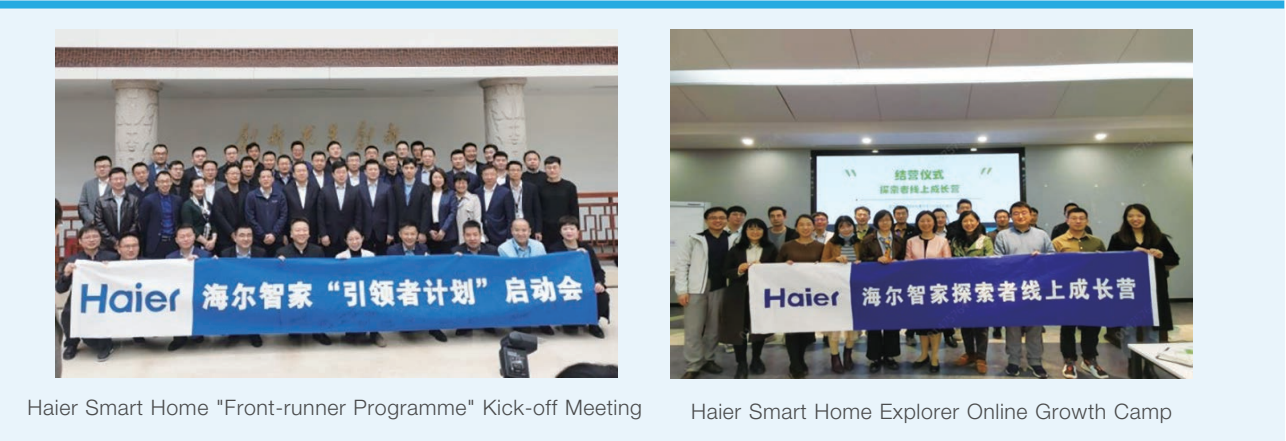 Haier 海尔智家“引领者计划”启动会
结营仪式
探索者线上成长营
Haier 海尔智家探索者线上成长营
Haier Smart Home "Front-runner Programme" Kick-off Meeting
Haier Smart Home Explorer Online Growth Camp